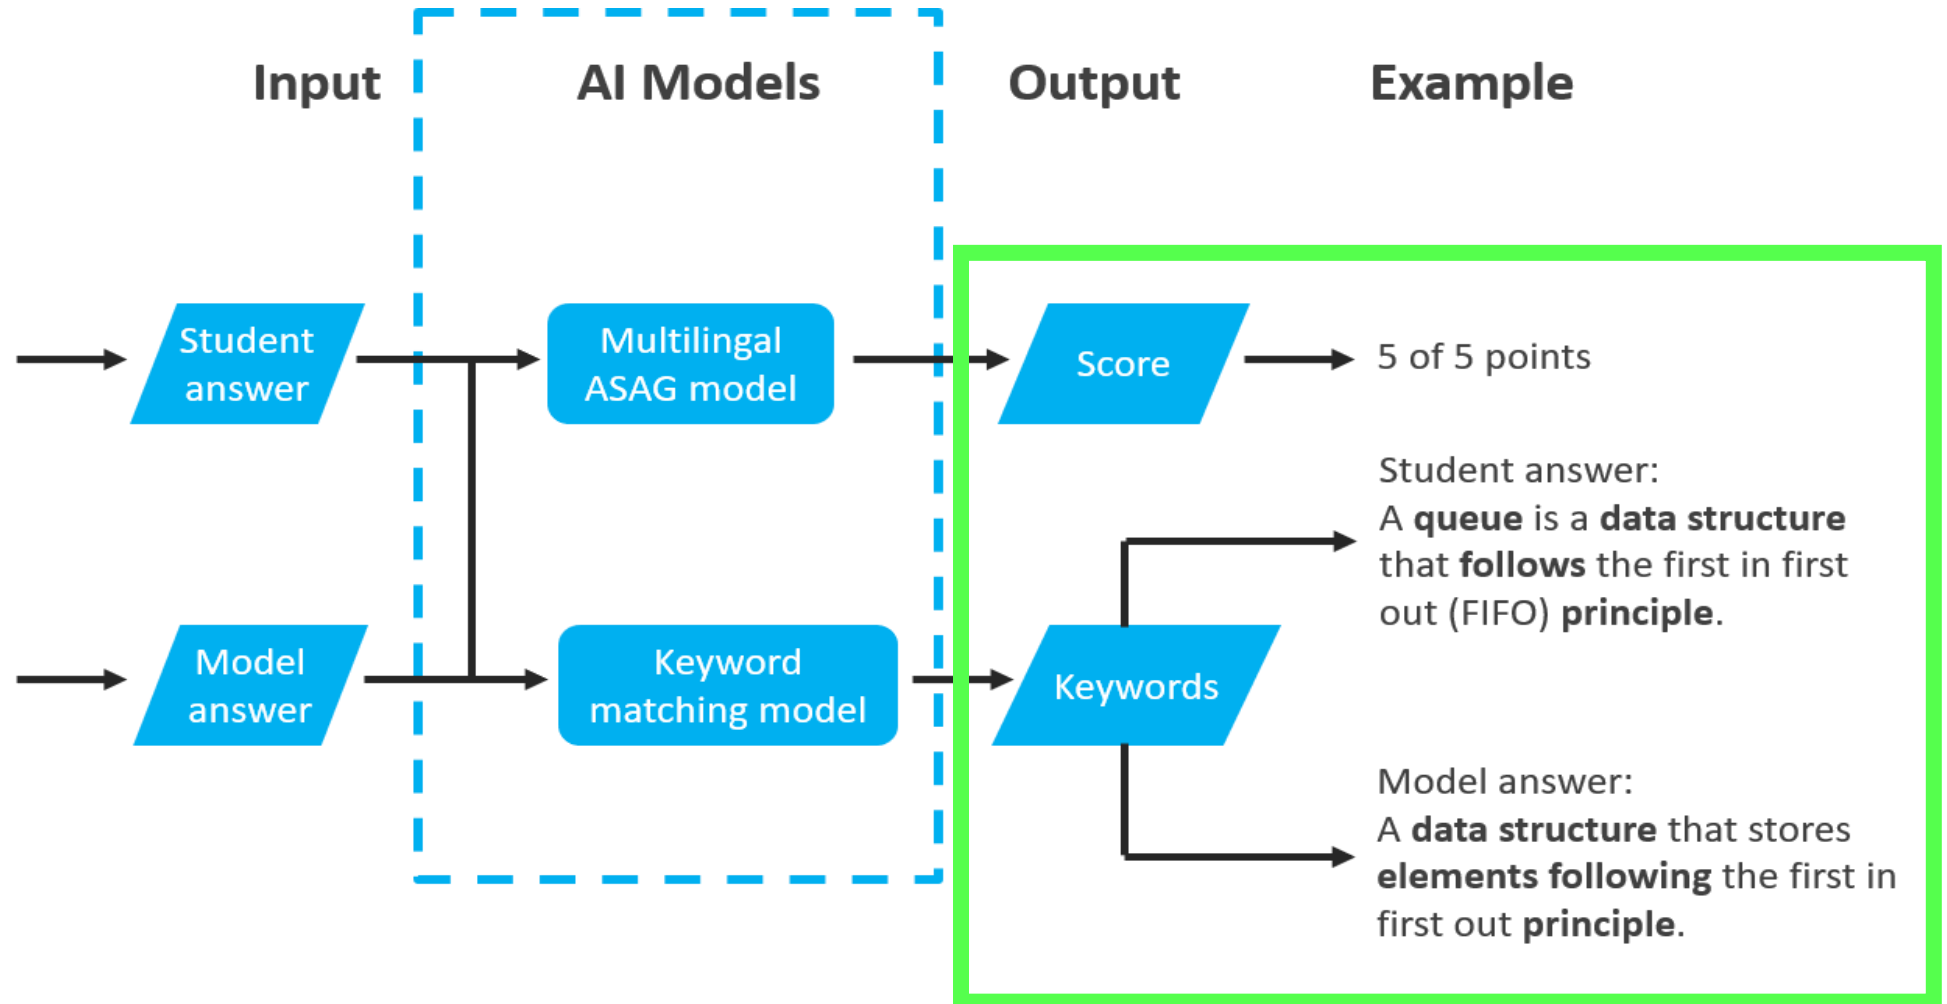 Input
AI Models
Output
Example
Student
answer
Multilingal
ASAG model
Score
5 of 5 points
Student answer:
A queue is a data structure
that follows the first in first
out (FIFO) principle.
Model
answer
Keyword
matching model
Keywords
Model answer:
A data structure that stores
elements following the first in
first out principle.